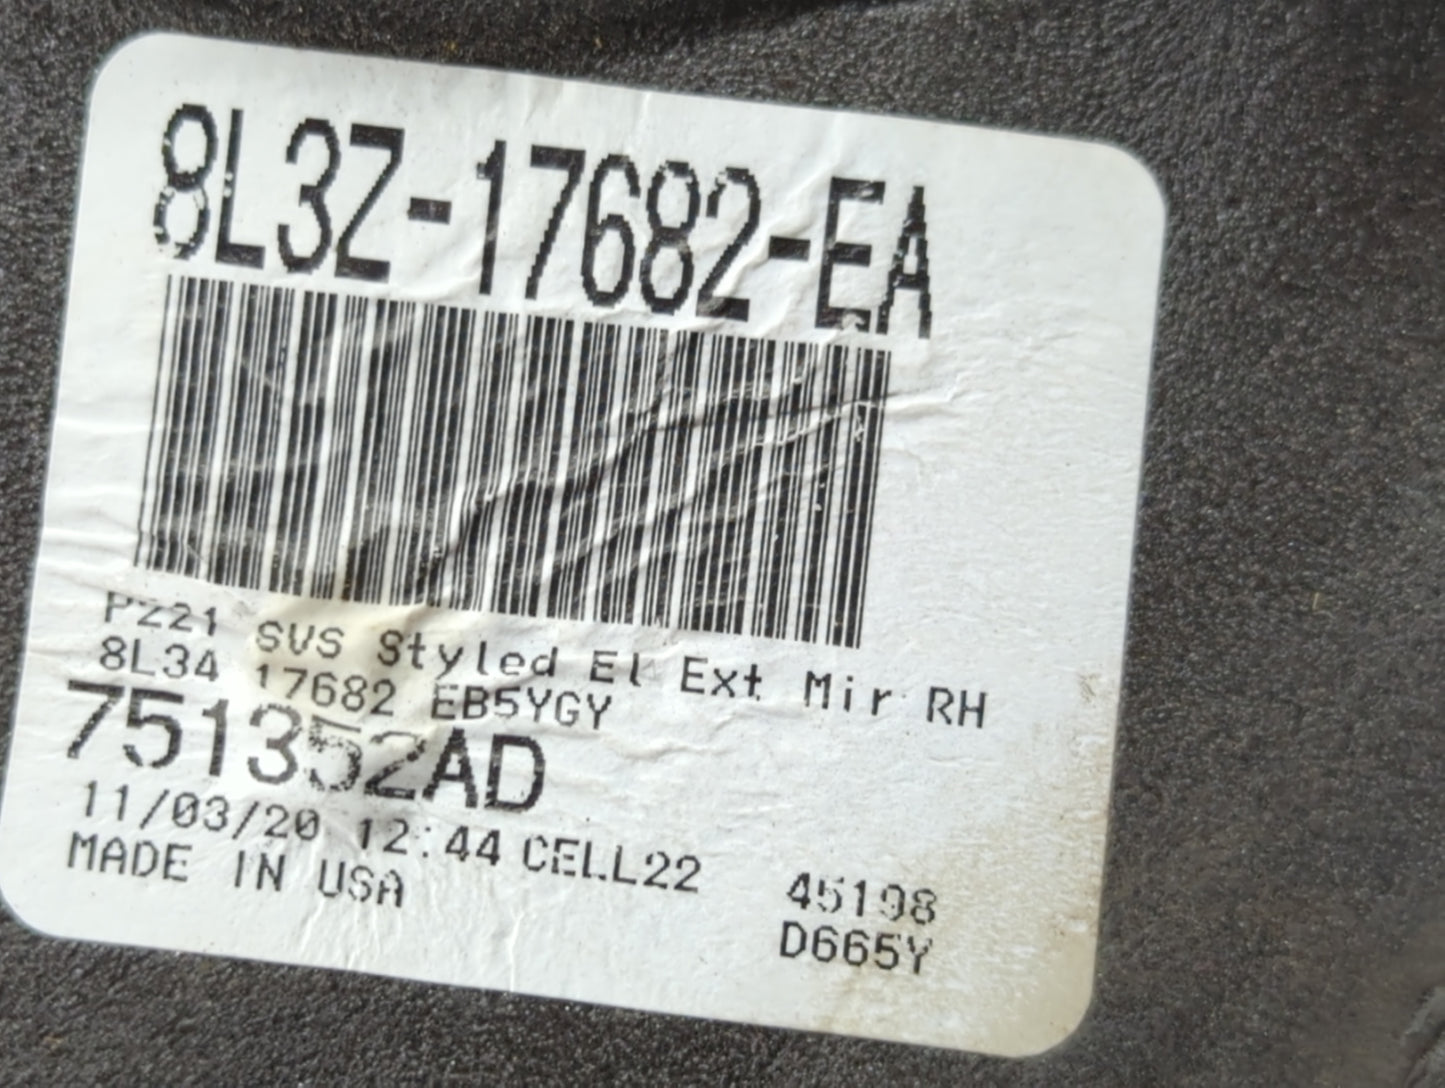 8L3Z-17682-EA
PZ21 SVS Styled El Ext Mir RH
8L34 17682 EB5YGY
751352AD
11/03/20 12:44 CELL22 45198
MADE IN USA D665Y